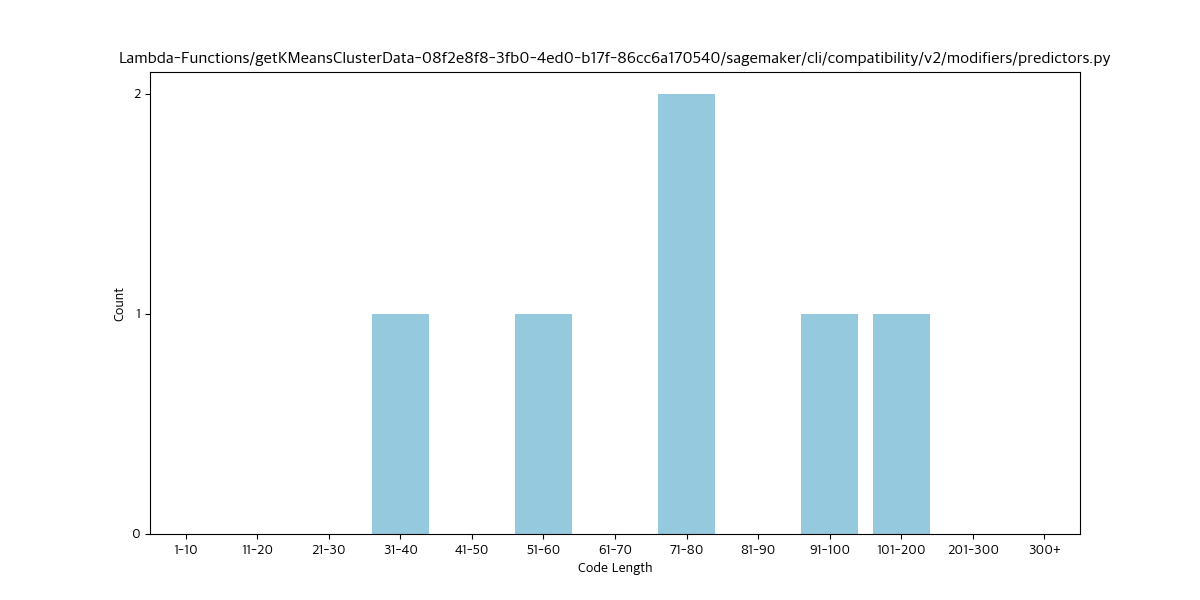 Lambda-Functions/getKMeansClusterData-08f2e8f8-3fb0-4ed0-b17f-86cc6a170540/sagemaker/cli/compatibility/v2/modifiers/predictors.py
2
1
0
Count
1-10 11-20 21-30 31-40 41-50 51-60 61-70 71-80 81-90 91-100 101-200 201-300 300+
Code Length